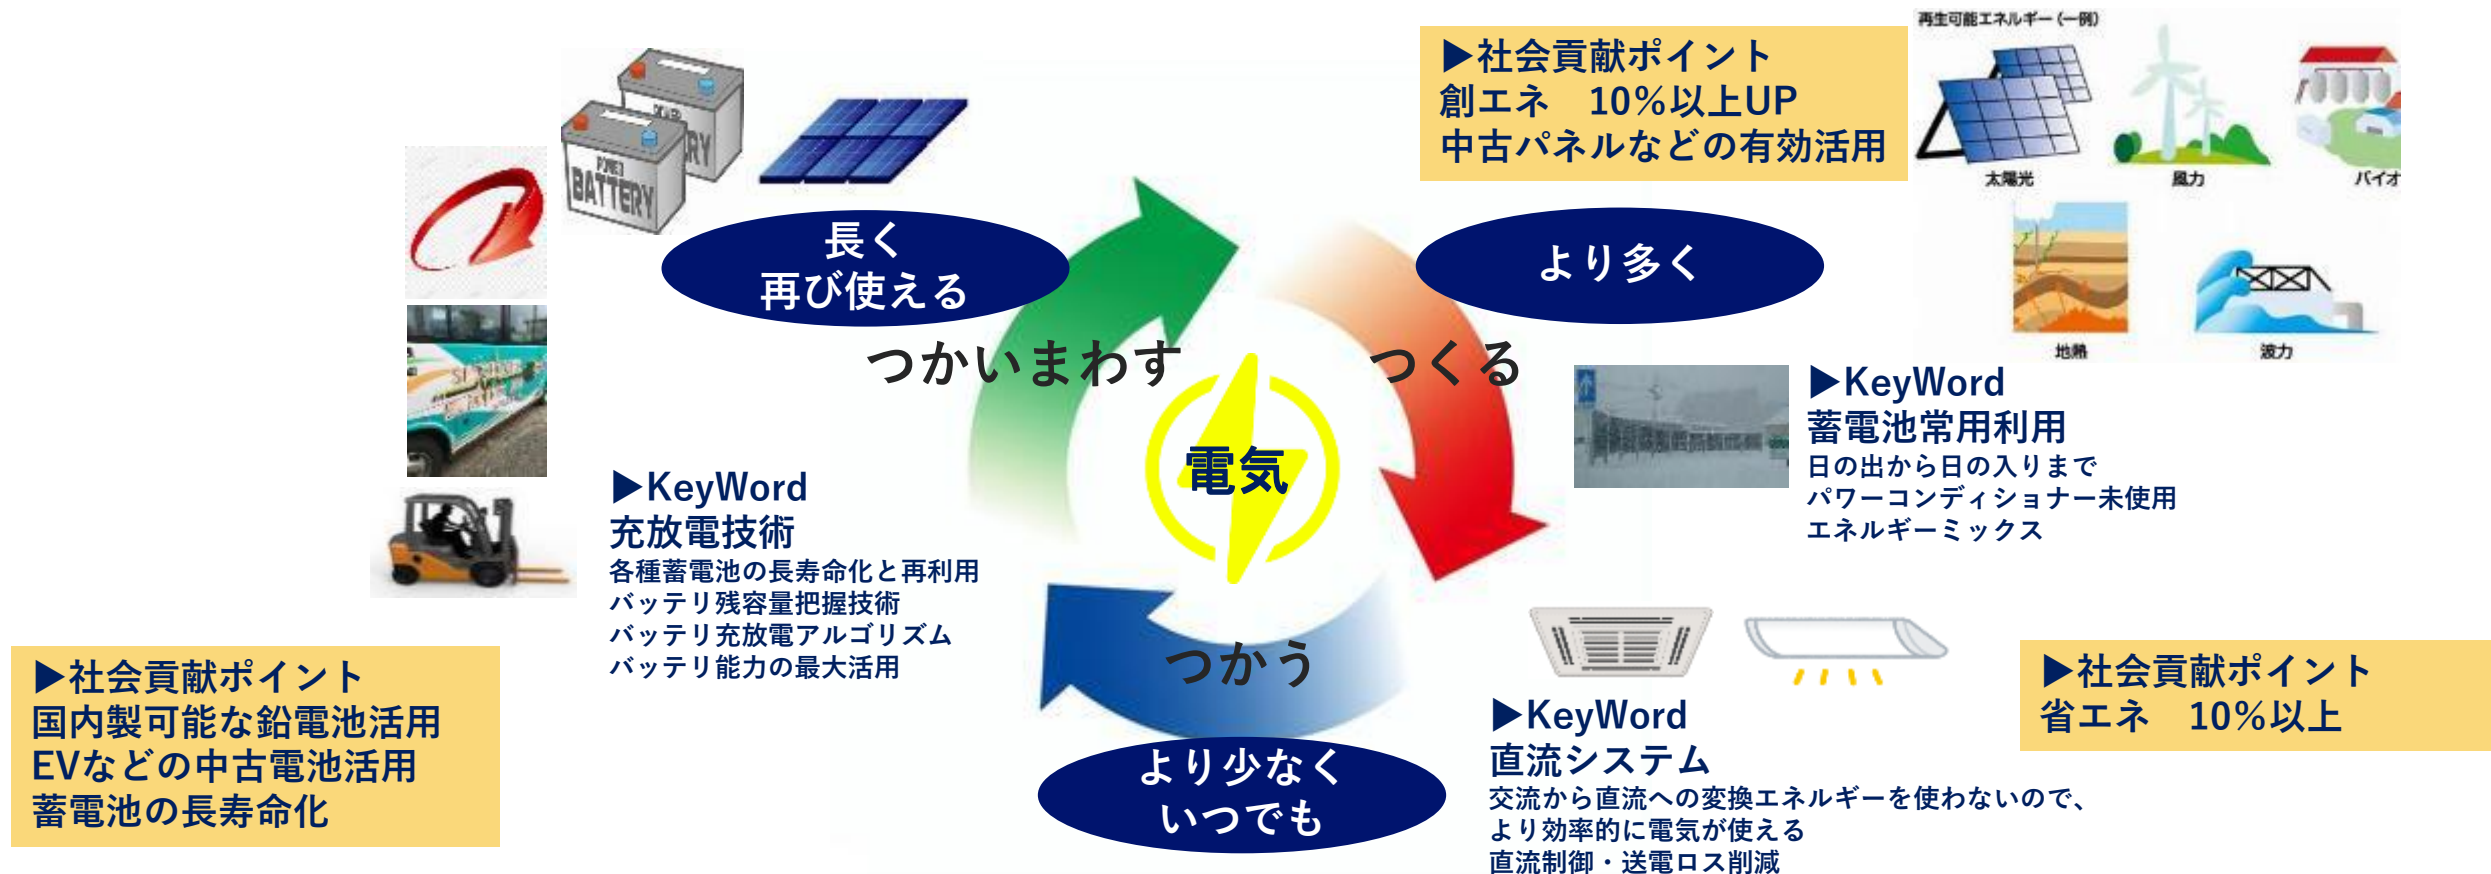 再生可能エネルギー（一例）
太陽光
風力
バイオ
地熱
波力
▶社会貢献ポイント
創エネ　10％以上UP
中古パネルなどの有効活用
より多く
つくる
▶KeyWord
蓄電池常用利用
日の出から日の入りまで
パワーコンディショナー未使用
エネルギーミックス
POWER
BATTERY
長く
再び使える
つかいまわす
電気
▶KeyWord
充放電技術
各種蓄電池の長寿命化と再利用
バッテリ残容量把握技術
バッテリ充放電アルゴリズム
バッテリ能力の最大活用
▶社会貢献ポイント
国内製可能な鉛電池活用
EVなどの中古電池活用
蓄電池の長寿命化
つかう
より少なく
いつでも
▶KeyWord
直流システム
交流から直流への変換エネルギーを使わないので、
より効率的に電気が使える
直流制御・送電ロス削減
▶社会貢献ポイント
省エネ　10％以上